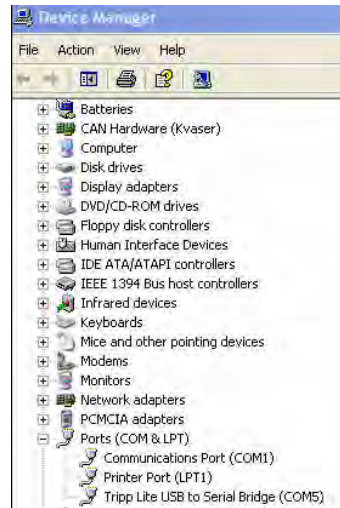 Device Manager
File Action View Help
Batteries
CAN Hardware (Kvaser)
Computer
Disk drives
Display adapters
DVD/CD-ROM drives
Floppy disk controllers
Human Interface Devices
IDE ATA/ATAPI controllers
IEEE 1394 Bus host controllers
Infrared devices
Keyboards
Mice and other pointing devices
Modems
Monitors
Network adapters
PCMCIA adapters
Ports (COM & LPT)
Communications Port (COM1)
Printer Port (LPT1)
Tripp Lite USB to Serial Bridge (COM5)